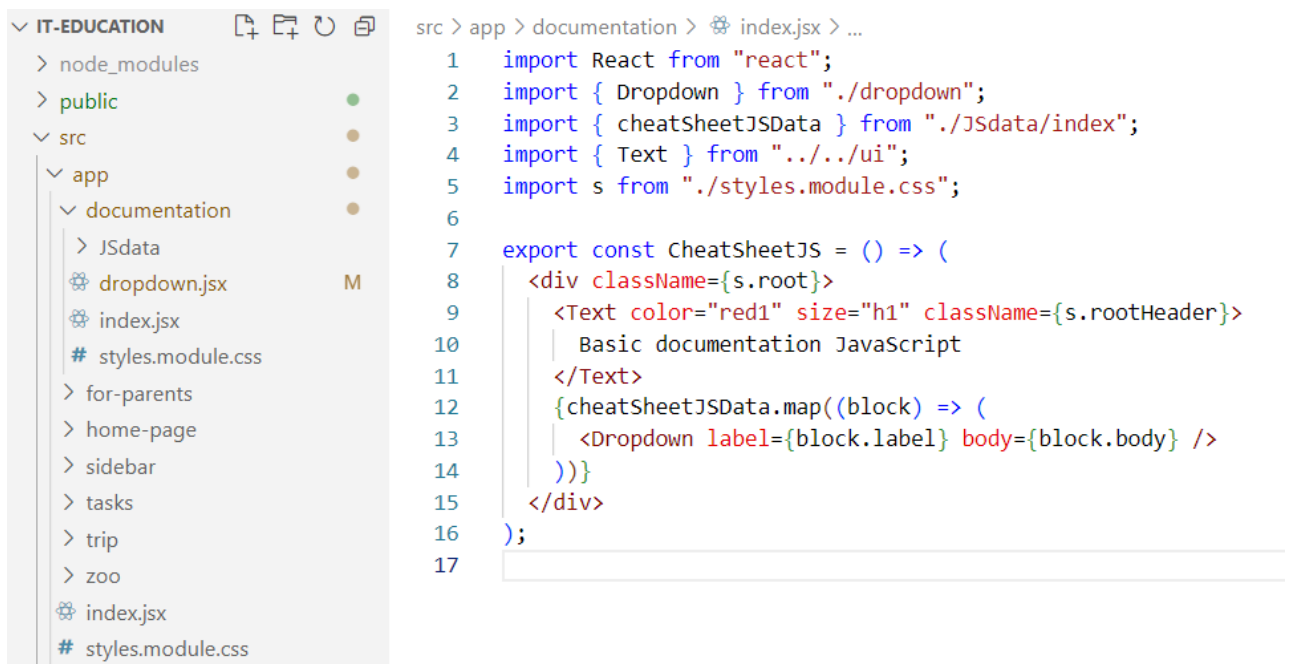 IT-EDUCATION
node_modules
public
src
app
documentation
JSdata
dropdown.jsx M
index.jsx
# styles.module.css
for-parents
home-page
sidebar
tasks
trip
zoo
index.jsx
# styles.module.css
src > app > documentation > index.jsx > ...
1 import React from "react";
2 import { Dropdown } from "./dropdown";
3 import { cheatSheetJSData } from "./JSdata/index";
4 import { Text } from "../../ui";
5 import s from "./styles.module.css";
6
7 export const CheatSheetJS = () => (
8 <div className={s.root}>
9 <Text color="red1" size="h1" className={s.rootHeader}>
10 Basic documentation JavaScript
11 </Text>
12 {cheatSheetJSData.map((block) => (
13 <Dropdown label={block.label} body={block.body} />
14 ))}
15 </div>
16 );
17